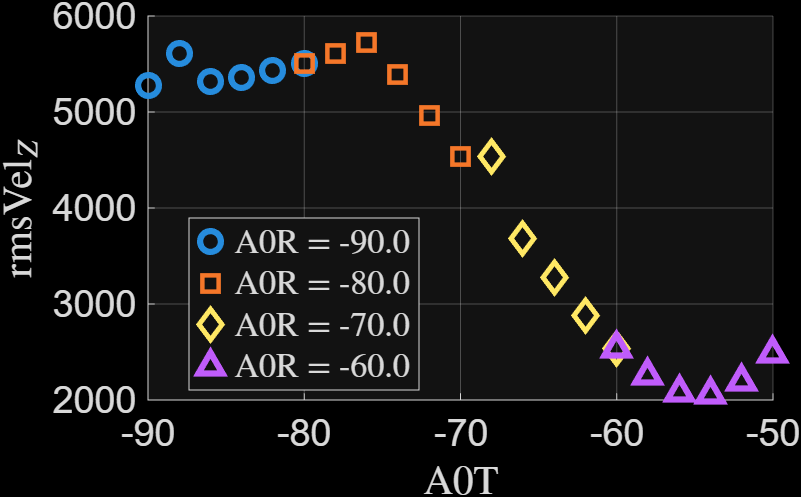 6000
5000
4000
3000
2000
rmsVelZ
A0R = -90.0
A0R = -80.0
A0R = -70.0
A0R = -60.0
-90 -80 -70 -60 -50
A0T